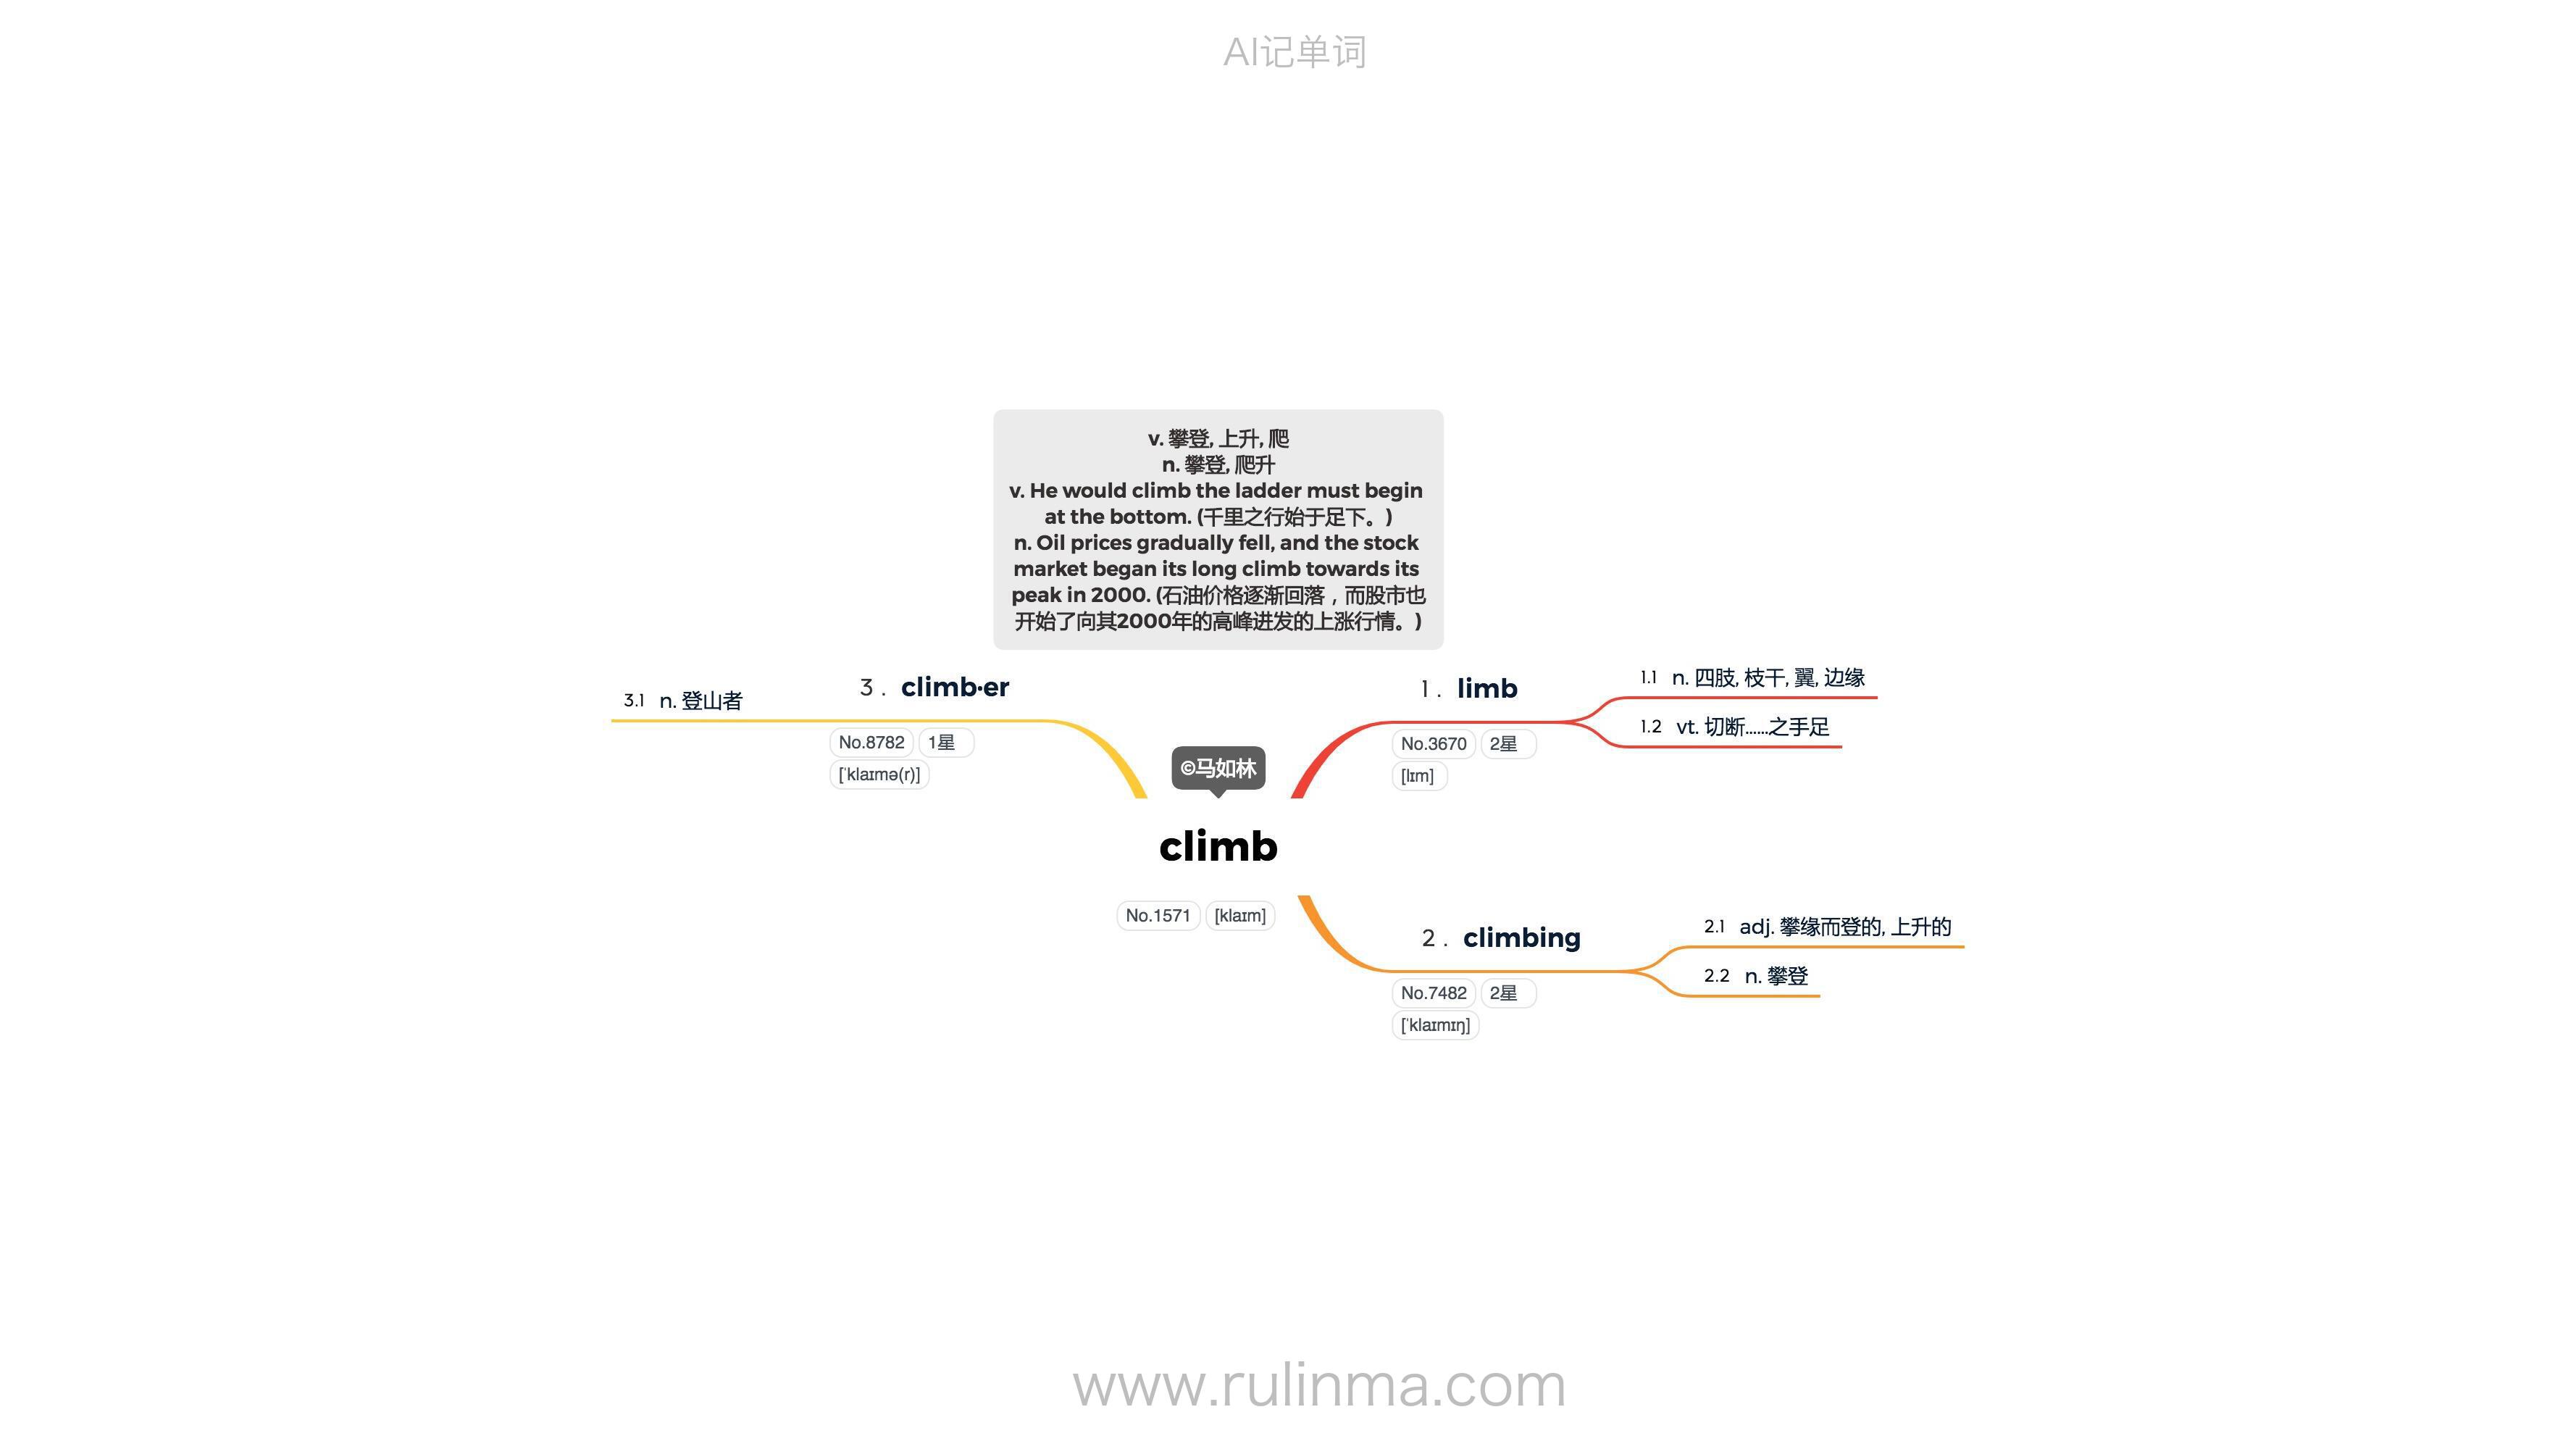 AI记单词
v. 攀登, 上升, 爬
n. 攀登, 爬升
v. He would climb the ladder must begin
at the bottom. (千里之行始于足下。)
n. Oil prices gradually fell, and the stock
market began its long climb towards its
peak in 2000. (石油价格逐渐回落，而股市也
开始了向其2000年的高峰进发的上涨行情。)
©马如林
climb
No.1571 [klaɪm]
1. limb
No.3670 2星
[lɪm]
1.1 n. 四肢, 枝干, 翼, 边缘
1.2 vt. 切断……之手足
2. climbing
No.7482 2星
[ˈklaɪmɪŋ]
2.1 adj. 攀缘而登的, 上升的
2.2 n. 攀登
3. climb·er
No.8782 1星
[ˈklaɪmə(r)]
3.1 n. 登山者
www.rulinma.com